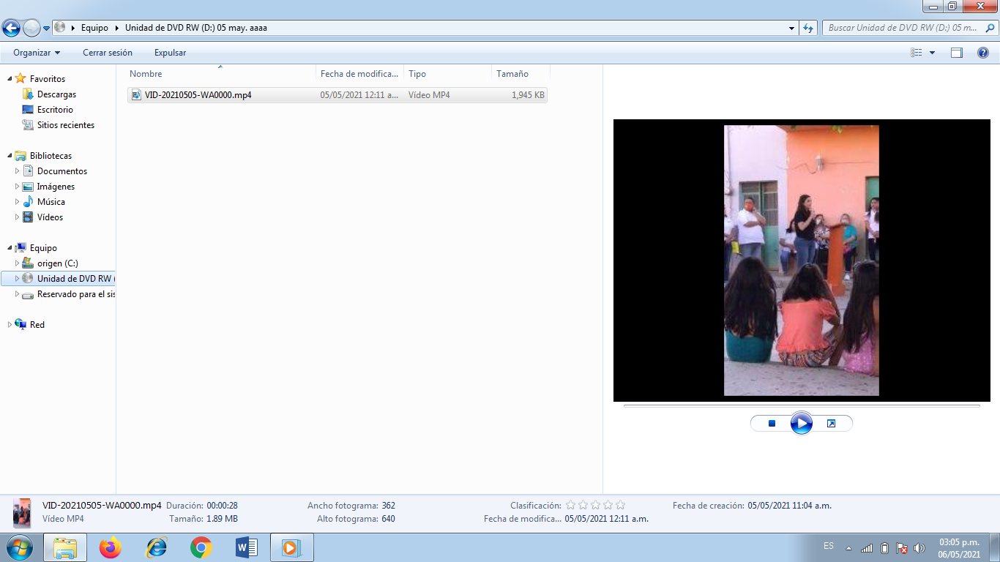 Equipo Unidad de DVD RW (D:) 05 may. aaaa
Buscar Unidad de DVD RW (D:) 05 m...
Organizar Cerrar sesión Expulsar
Nombre Fecha de modifica... Tipo Tamaño
VID-20210505-WA0000.mp4 05/05/2021 12:11 a... Vídeo MP4 1,945 KB
Favoritos
Descargas
Escritorio
Sitios recientes
Bibliotecas
Documentos
Imágenes
Música
Vídeos
Equipo
origen (C:)
Unidad de DVD RW (
Reservado para el sis
Red
VID-20210505-WA0000.mp4 Duración: 00:00:28 Ancho fotograma: 362 Clasificación: Fecha de creación: 05/05/2021 11:04 a.m.
Vídeo MP4 Tamaño: 1.89 MB Alto fotograma: 640 Fecha de modifica... 05/05/2021 12:11 a.m.
ES
03:05 p.m.
06/05/2021